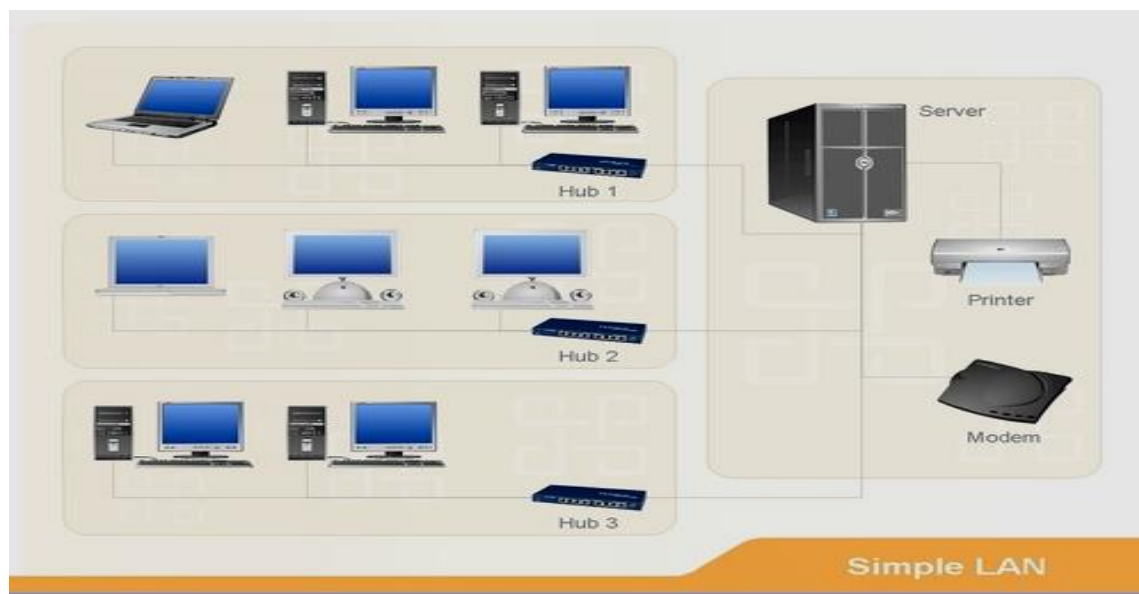 Server
Hub 1
Printer
Hub 2
Modem
Hub 3
Simple LAN